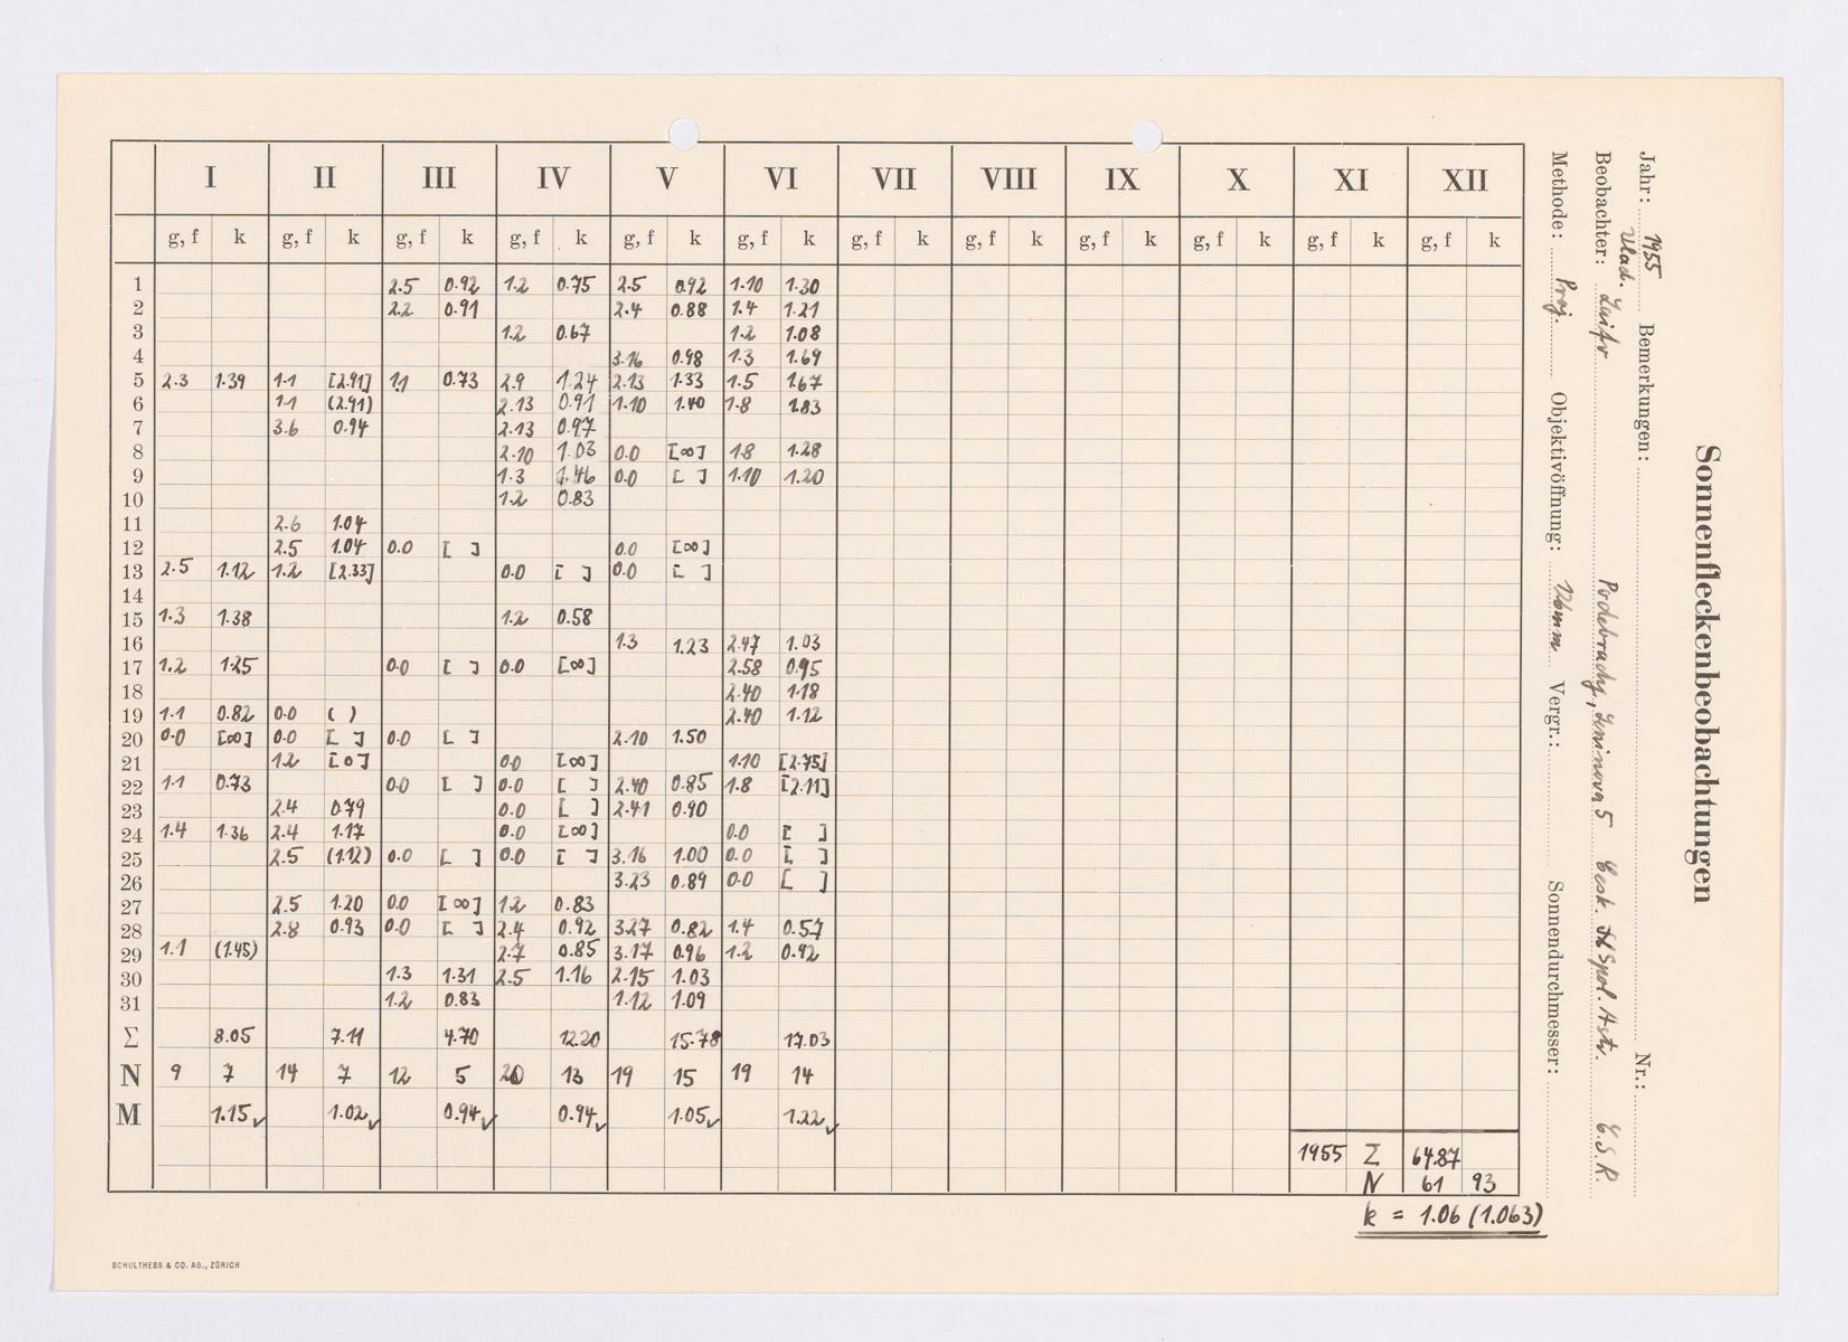 I II III IV V VI VII VIII IX X XI XII
g, f k g, f k g, f k g, f k g, f k g, f k g, f k g, f k g, f k g, f k g, f k g, f k
1 2.5 0.92 1.2 0.75 2.5 0.92 1.10 1.30
2 2.2 0.91 2.4 0.88 1.4 1.21
3 1.2 0.67 1.2 1.08
4 3.16 0.98 1.3 1.69
5 2.3 1.39 1.1 [2.91] 1.1 0.73 2.9 1.24 2.13 1.33 1.5 1.67
6 1.1 (2.91) 2.13 0.91 1.10 1.40 1.8 1.83
7 3.6 0.94 2.13 0.97
8 2.10 1.03 0.0 [∞] 1.8 1.28
9 1.3 1.46 0.0 [ ] 1.10 1.20
10 1.2 0.83
11 2.6 1.04
12 2.5 1.04 0.0 [ ] 0.0 [∞]
13 2.5 1.12 1.2 [2.33] 0.0 [ ] 0.0 [ ]
14
15 1.3 1.38 1.2 0.58
16 1.3 1.23 2.47 1.03
17 1.2 1.25 0.0 [ ] 0.0 [∞] 2.58 0.95
18 2.40 1.18
19 1.1 0.82 0.0 ( ) 2.40 1.12
20 0.0 [∞] 0.0 [ ] 0.0 [ ] 2.10 1.50
21 1.2 [0] 0.0 [∞] 1.10 [2.75]
22 1.1 0.73 0.0 [ ] 0.0 [ ] 2.40 0.85 1.8 [2.11]
23 2.4 0.79 0.0 [ ] 2.41 0.90
24 1.4 1.36 2.4 1.17 0.0 [∞] 0.0 [ ]
25 2.5 (1.12) 0.0 [ ] 0.0 [ ] 3.16 1.00 0.0 [ ]
26 3.23 0.89 0.0 [ ]
27 2.5 1.20 0.0 [∞] 1.2 0.83
28 2.8 0.93 0.0 [ ] 2.4 0.92 3.27 0.82 1.4 0.57
29 1.1 (1.45) 2.7 0.85 3.17 0.96 1.2 0.92
30 1.3 1.31 2.5 1.16 2.15 1.03
31 1.2 0.83 1.12 1.09
Σ 8.05 7.11 4.70 12.20 15.78 17.03
N 9 7 14 7 12 5 20 13 19 15 19 14
M 1.15 1.02 0.94 0.94 1.05 1.22
1955 Σ 64.87
N 61 93
k = 1.06 (1.063)
SCHULTHESS & CO. AG., ZÜRICH
Sonnenfleckenbeobachtungen
Jahr: 1955 Bemerkungen: Nr.:
Vlad.
Beobachter: Podebrady, 5 Cesk. Spol. Astr. C.S.R.
Methode: Proj. Objektivöffnung: 126mm Vergr.: Sonnendurchmesser: